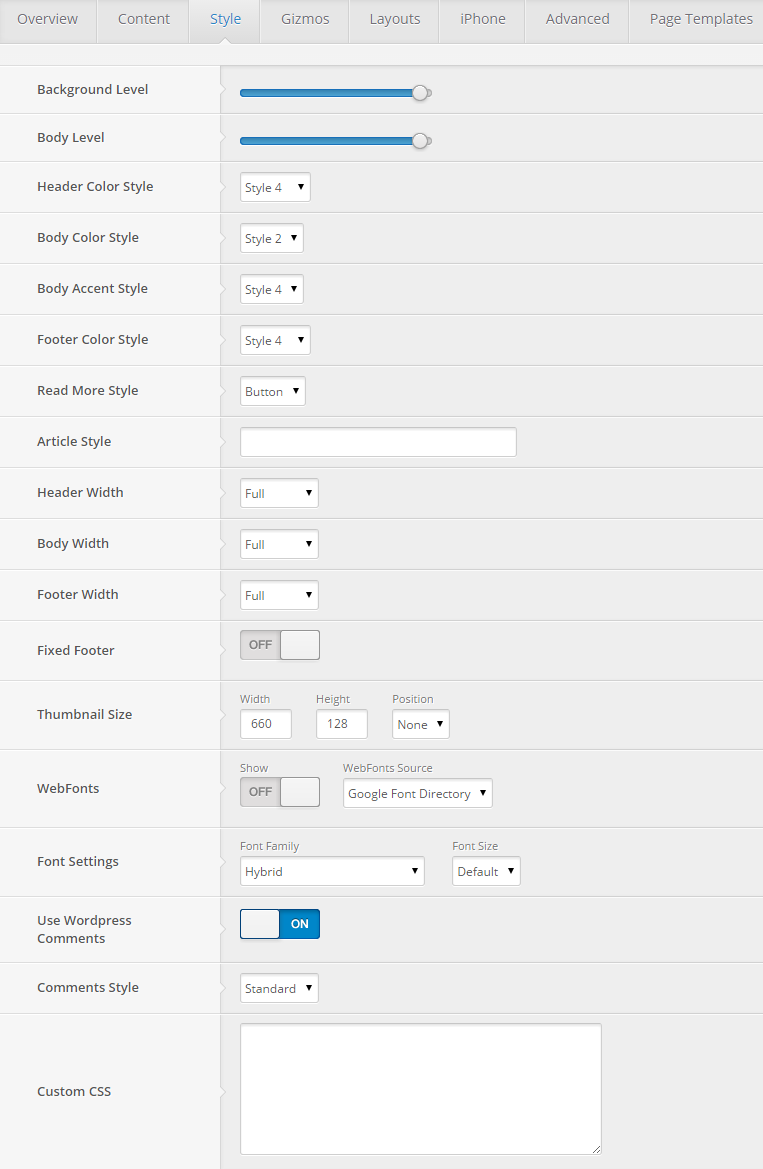 Overview Content Style Gizmos Layouts iPhone Advanced Page Templates
Background Level
Body Level
Header Color Style Style 4
Body Color Style Style 2
Body Accent Style Style 4
Footer Color Style Style 4
Read More Style Button
Article Style
Header Width Full
Body Width Full
Footer Width Full
Fixed Footer OFF
Width Height Position
Thumbnail Size 660 128 None
Show WebFonts Source
WebFonts OFF Google Font Directory
Font Family Font Size
Font Settings Hybrid Default
Use Wordpress ON
Comments
Comments Style Standard
Custom CSS